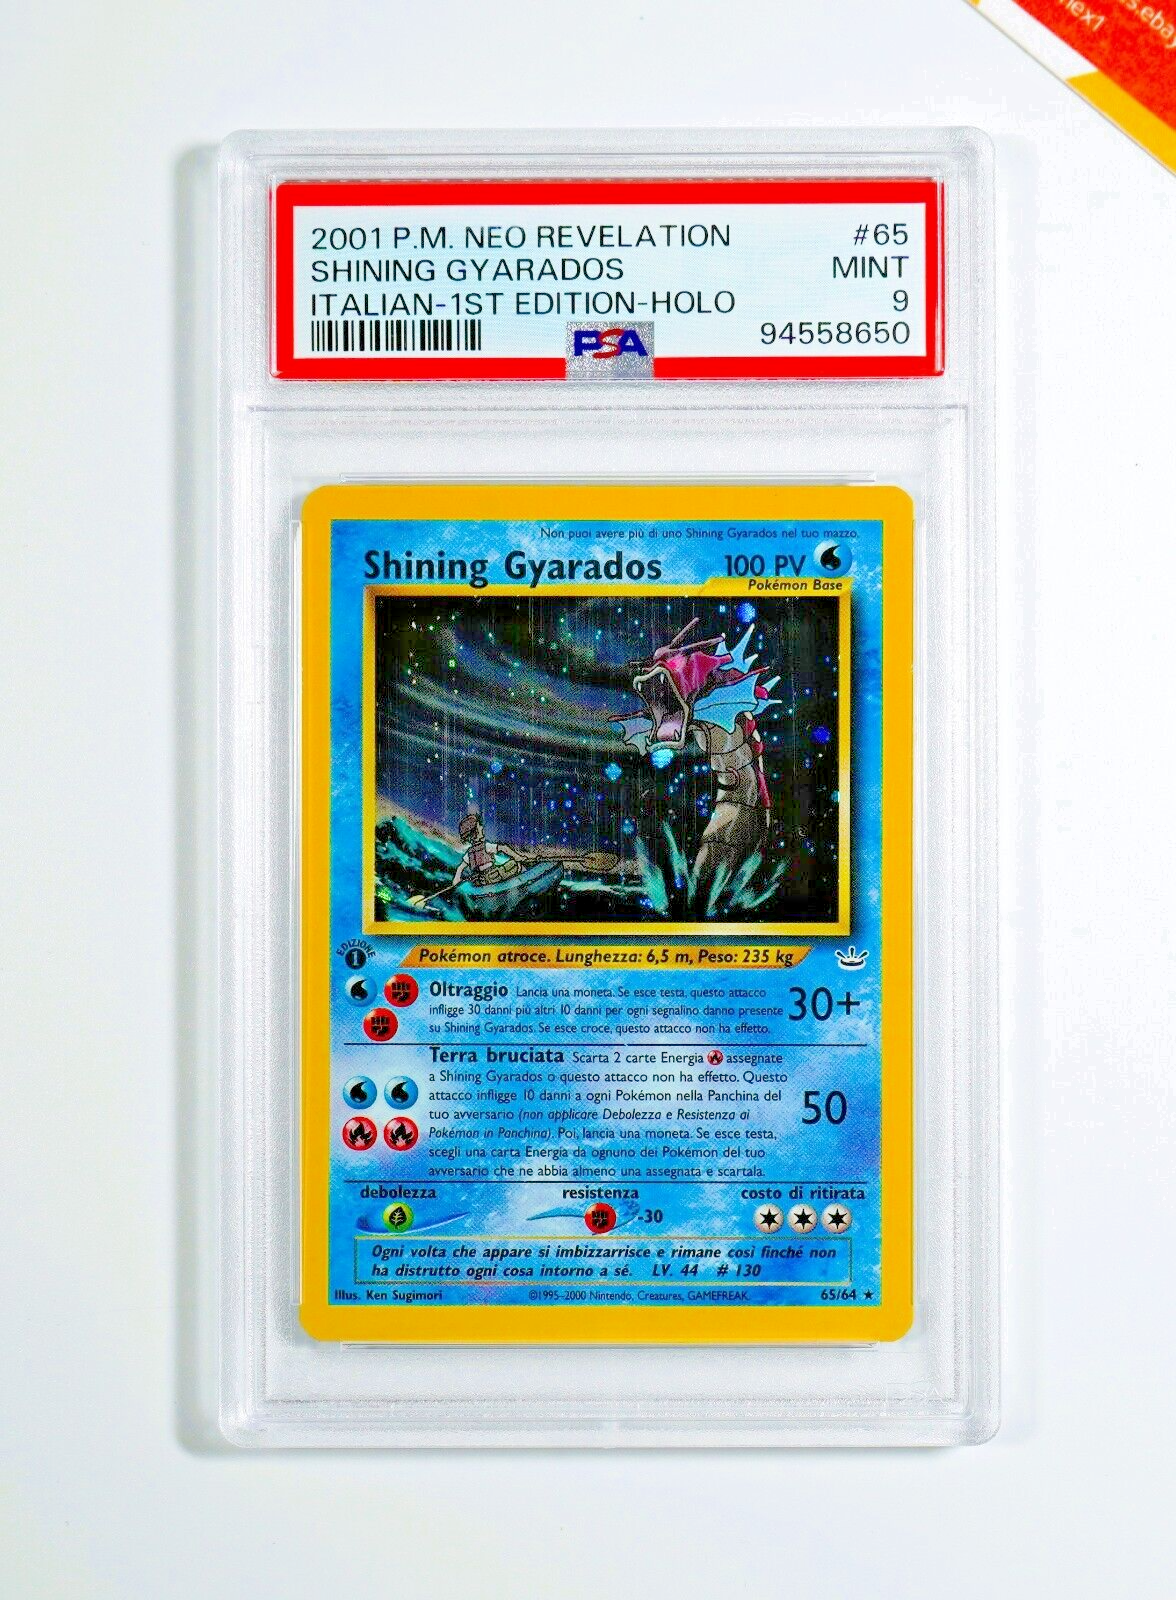 s.ebay
nex1
2001 P.M. NEO REVELATION #65
SHINING GYARADOS MINT
ITALIAN-1ST EDITION-HOLO 9
PSA 94558650
Non puoi avere più di uno Shining Gyarados nel tuo mazzo.
Shining Gyarados 100 PV
Pokémon Base
EDIZIONE
1
Pokémon atroce. Lunghezza: 6,5 m, Peso: 235 kg
Oltraggio Lancia una moneta. Se esce testa, questo attacco
infligge 30 danni più altri 10 danni per ogni segnalino danno presente
su Shining Gyarados. Se esce croce, questo attacco non ha effetto.
30+
Terra bruciata Scarta 2 carte Energia assegnate
a Shining Gyarados o questo attacco non ha effetto. Questo
attacco infligge 10 danni a ogni Pokémon nella Panchina del
tuo avversario (non applicare Debolezza e Resistenza ai
Pokémon in Panchina). Poi, lancia una moneta. Se esce testa,
scegli una carta Energia da ognuno dei Pokémon del tuo
avversario che ne abbia almeno una assegnata e scartala.
50
debolezza resistenza costo di ritirata
-30
Ogni volta che appare si imbizzarrisce e rimane così finché non
ha distrutto ogni cosa intorno a sé. LV. 44 # 130
Illus. Ken Sugimori ©1995-2000 Nintendo, Creatures, GAMEFREAK. 65/64 ★